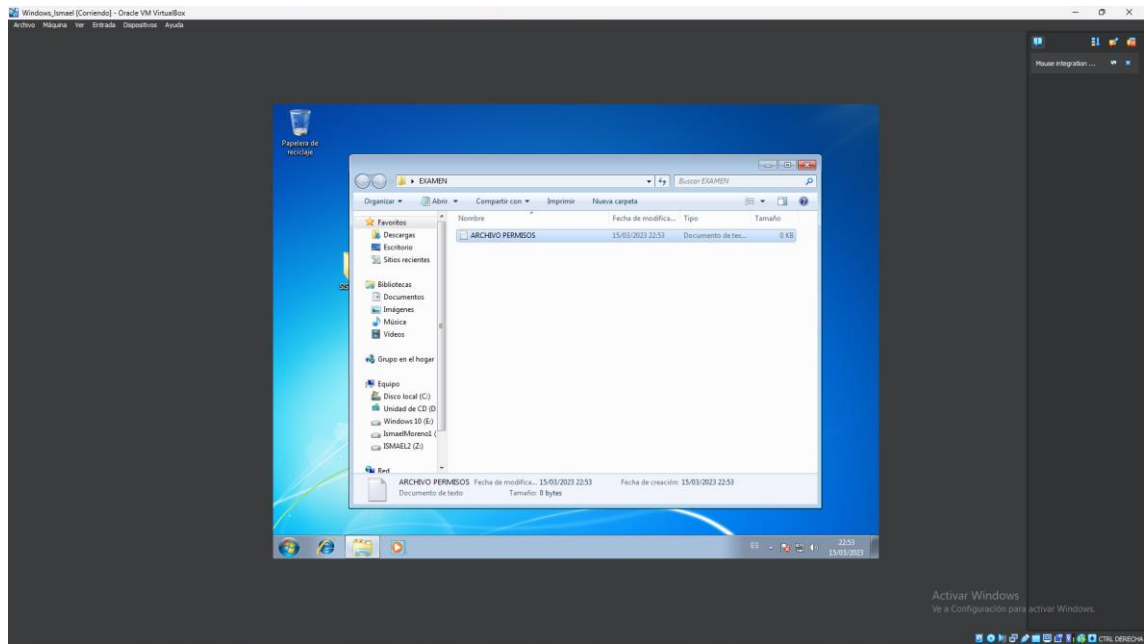 Windows_Ismael [Corriendo] - Oracle VM VirtualBox
Archivo Máquina Ver Entrada Dispositivos Ayuda
Mouse integration ...
Papelera de
reciclaje
EXAMEN
Buscar EXAMEN
Organizar Abrir Compartir con Imprimir Nueva carpeta
Favoritos
Descargas
Escritorio
Sitios recientes
Bibliotecas
Documentos
Imágenes
Música
Vídeos
Grupo en el hogar
Equipo
Disco local (C:)
Unidad de CD (D
Windows 10 (E:)
IsmaelMoreno1 (
ISMAEL2 (Z:)
Red
Nombre Fecha de modifica... Tipo Tamaño
ARCHIVO PERMISOS 15/03/2023 22:53 Documento de tex... 0 KB
ARCHIVO PERMISOS Fecha de modifica... 15/03/2023 22:53 Fecha de creación: 15/03/2023 22:53
Documento de texto Tamaño: 0 bytes
ES 22:53
15/03/2023
Activar Windows
Ve a Configuración para activar Windows.
CTRL DERECHA